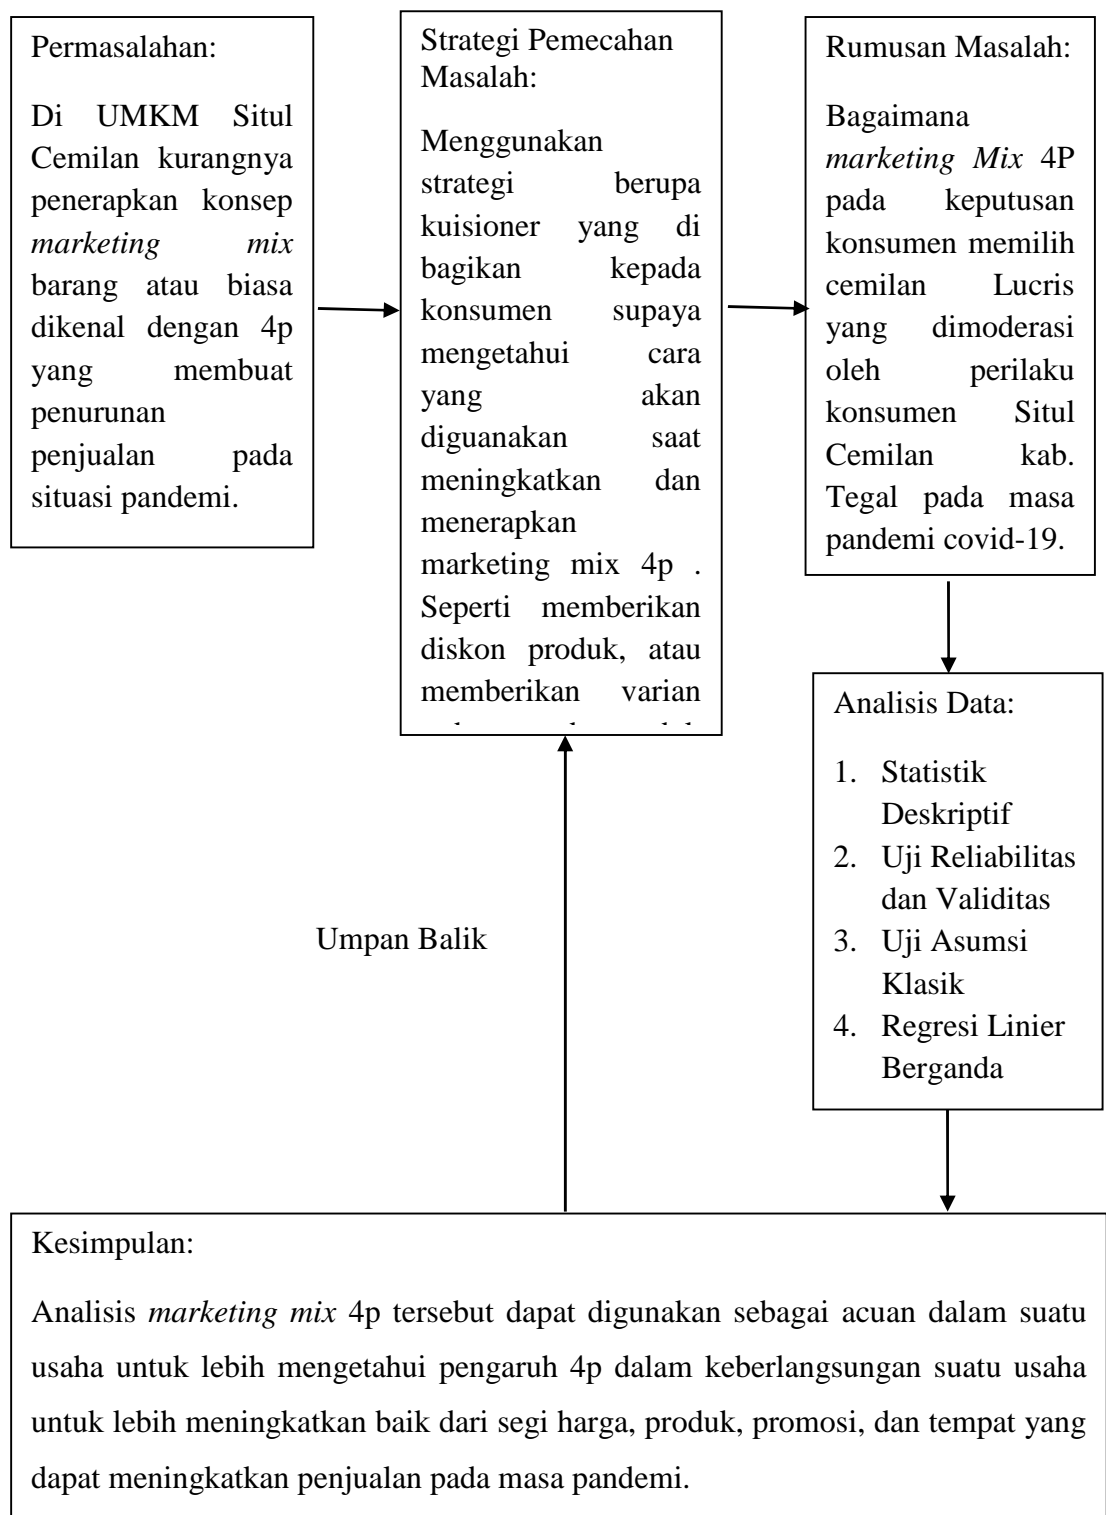 Permasalahan:
Di UMKM Situl
Cemilan kurangnya
penerapkan konsep
marketing mix
barang atau biasa
dikenal dengan 4p
yang membuat
penurunan
penjualan pada
situasi pandemi.
Strategi Pemecahan
Masalah:
Menggunakan
strategi berupa
kuisioner yang di
bagikan kepada
konsumen supaya
mengetahui cara
yang akan
diguanakan saat
meningkatkan dan
menerapkan
marketing mix 4p .
Seperti memberikan
diskon produk, atau
memberikan varian
Rumusan Masalah:
Bagaimana
marketing Mix 4P
pada keputusan
konsumen memilih
cemilan Lucris
yang dimoderasi
oleh perilaku
konsumen Situl
Cemilan kab.
Tegal pada masa
pandemi covid-19.
Analisis Data:
1. Statistik
Deskriptif
2. Uji Reliabilitas
dan Validitas
3. Uji Asumsi
Klasik
4. Regresi Linier
Berganda
Umpan Balik
Kesimpulan:
Analisis marketing mix 4p tersebut dapat digunakan sebagai acuan dalam suatu
usaha untuk lebih mengetahui pengaruh 4p dalam keberlangsungan suatu usaha
untuk lebih meningkatkan baik dari segi harga, produk, promosi, dan tempat yang
dapat meningkatkan penjualan pada masa pandemi.